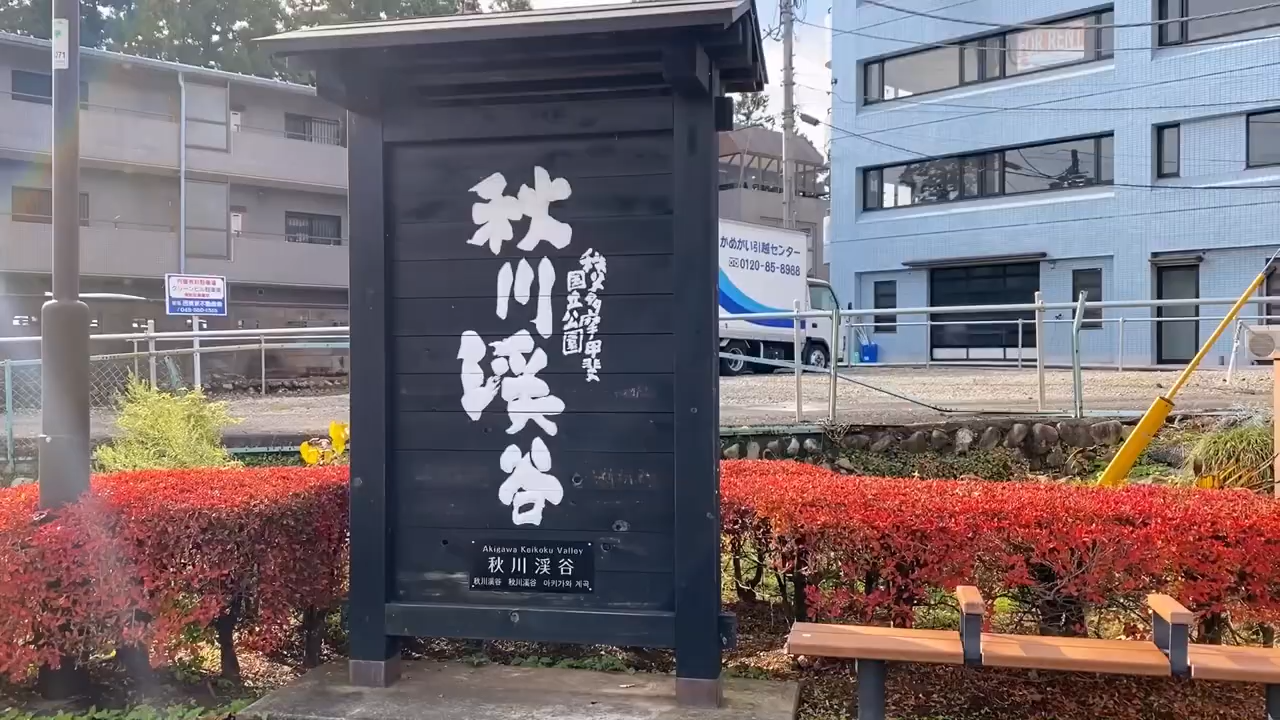 秋川渓谷
秩父多摩甲斐
国立公園
Akigawa Keikoku Valley
秋川渓谷
秋川溪谷 秋川溪谷 아키가와 계곡
かめがい引越センター
0120-85-8988
FOR RENT